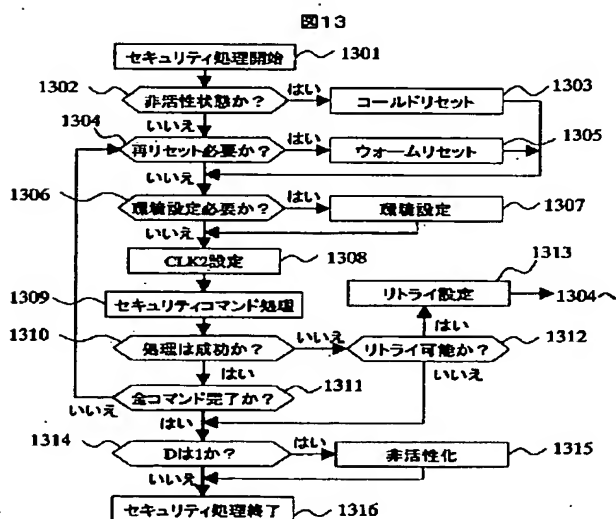 図13
セキュリティ処理開始 1301
1302 非活性状態か? はい コールドリセット 1303
いいえ
1304 再リセット必要か? はい ウォームリセット 1305
いいえ
1306 環境設定必要か? はい 環境設定 1307
いいえ
CLK2設定 1308
1309 セキュリティコマンド処理
リトライ設定 1313 1304へ
はい
1310 処理は成功か? いいえ リトライ可能か? 1312
はい いいえ
全コマンド完了か? 1311
いいえ はい
1314 Dは1か? はい 非活性化 1315
いいえ
セキュリティ処理終了 1316